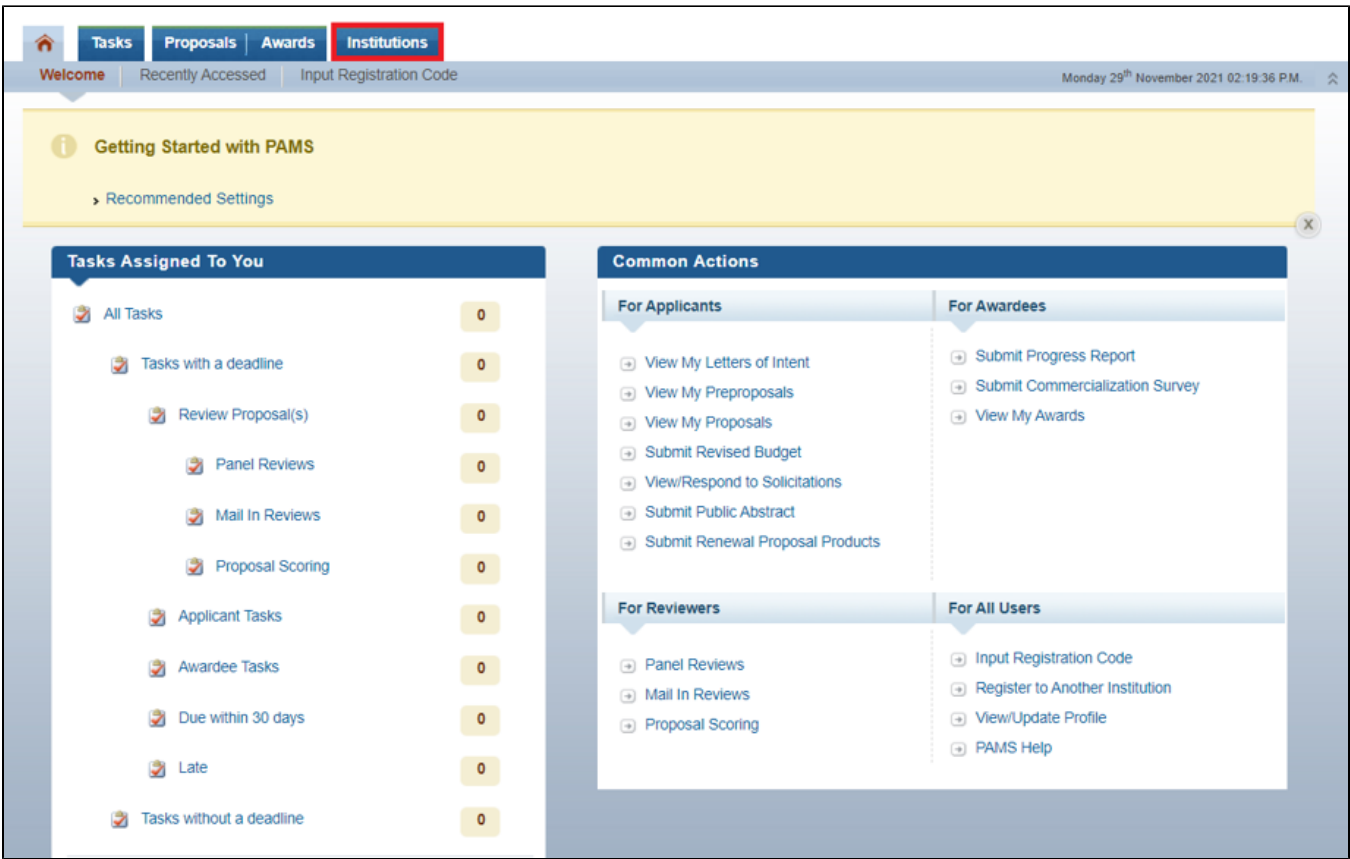 Tasks Proposals Awards Institutions
Welcome Recently Accessed Input Registration Code Monday 29th November 2021 02:19:36 P.M.
Getting Started with PAMS
Recommended Settings
X
Tasks Assigned To You
All Tasks 0
Tasks with a deadline 0
Review Proposal(s) 0
Panel Reviews 0
Mail In Reviews 0
Proposal Scoring 0
Applicant Tasks 0
Awardee Tasks 0
Due within 30 days 0
Late 0
Tasks without a deadline 0
Common Actions
For Applicants
View My Letters of Intent
View My Preproposals
View My Proposals
Submit Revised Budget
View/Respond to Solicitations
Submit Public Abstract
Submit Renewal Proposal Products
For Awardees
Submit Progress Report
Submit Commercialization Survey
View My Awards
For Reviewers
Panel Reviews
Mail In Reviews
Proposal Scoring
For All Users
Input Registration Code
Register to Another Institution
View/Update Profile
PAMS Help